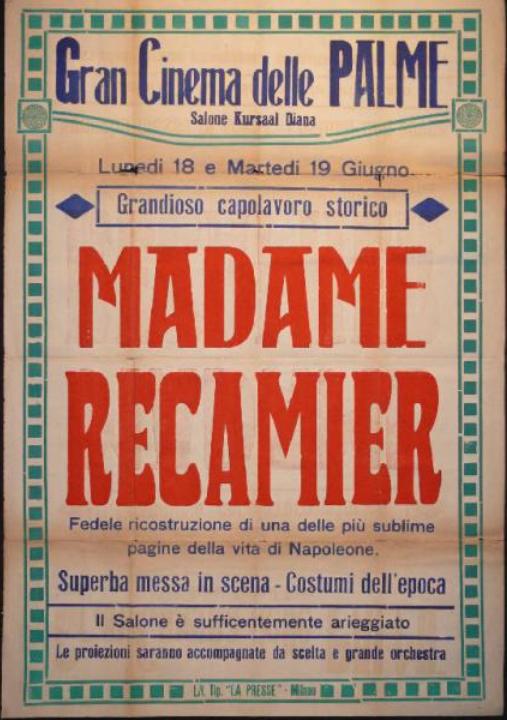 Gran Cinema delle PALME
Salone Kursaal Diana
Lunedi 18 e Martedi 19 Giugno
Grandioso capolavoro storico
MADAME
RECAMIER
Fedele ricostruzione di una delle più sublime
pagine della vita di Napoleone.
Superba messa in scena - Costumi dell'epoca
Il Salone è sufficentemente arieggiato
Le proiezioni saranno accompagnate da scelta e grande orchestra
Lit. Tip. "LA PRESSE" - Milano